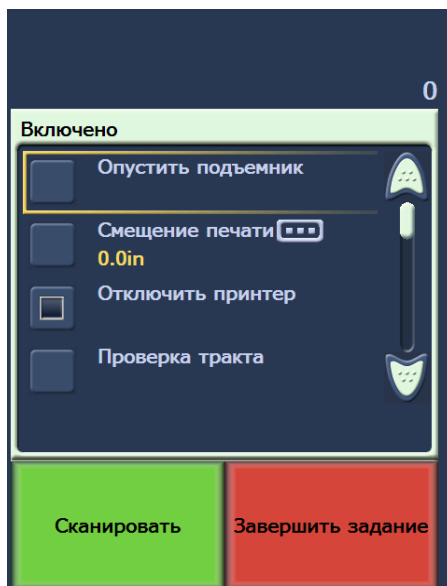 0
Включено
Опустить подъемник
Смещение печати
0.0in
Отключить принтер
Проверка тракта
Сканировать
Завершить задание